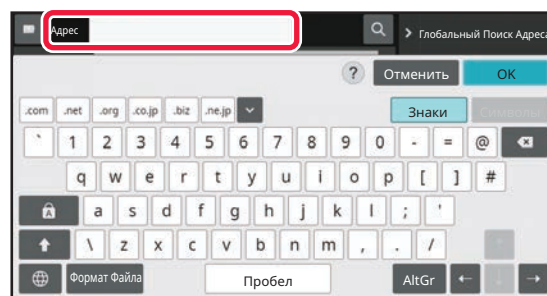 Адрес Глобальный Поиск Адреса
? Отменить OK
.com .net .org .co.jp .biz .ne.jp Знаки Символы
` 1 2 3 4 5 6 7 8 9 0 - = @
q w e r t y u i o p [ ] #
A a s d f g h j k l ; '
\ z x c v b n m , . /
Формат Файла Пробел AltGr